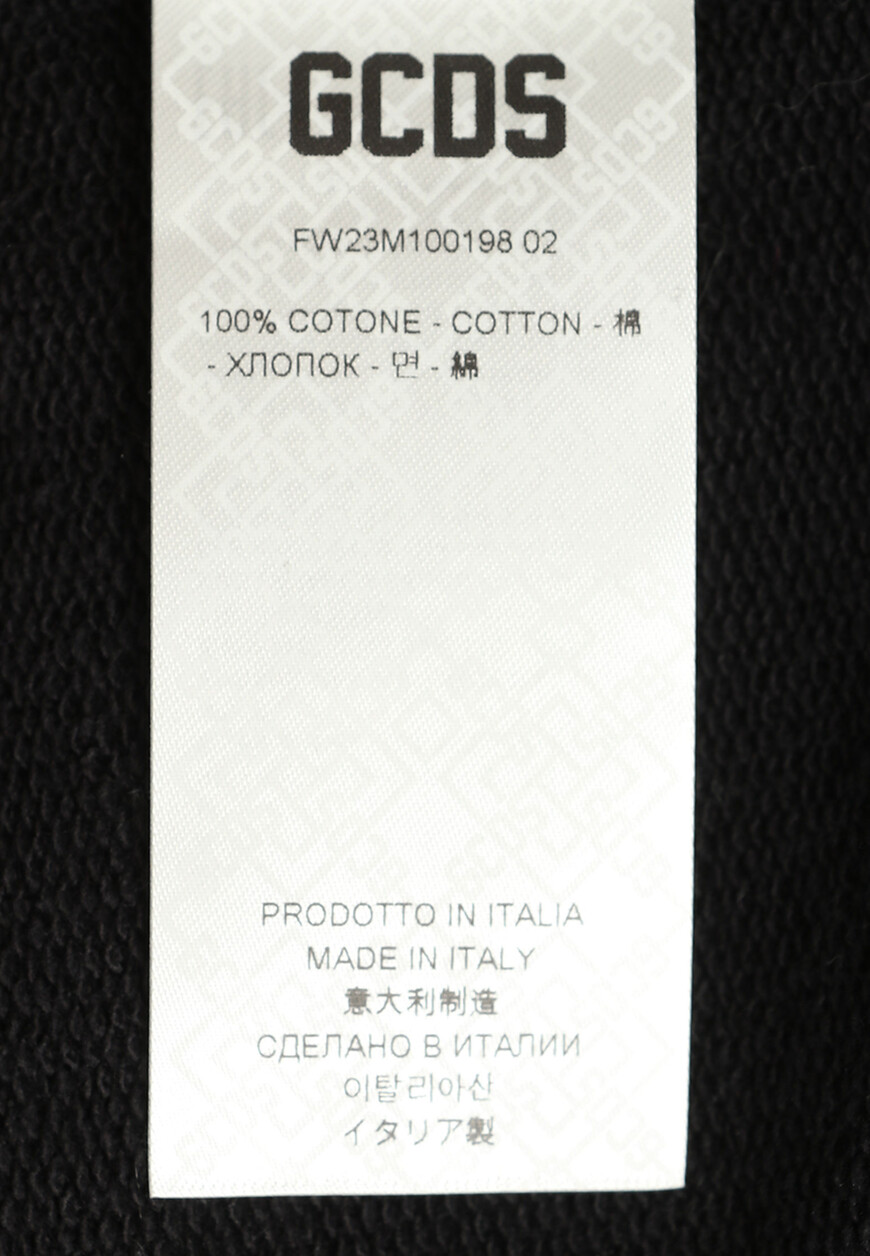 GCDS
FW23M100198 02
100% COTONE - COTTON - 棉
- ХЛОПОК - 면 - 綿
PRODOTTO IN ITALIA
MADE IN ITALY
意大利制造
СДЕЛАНО В ИТАЛИИ
이탈리아산
イタリア製